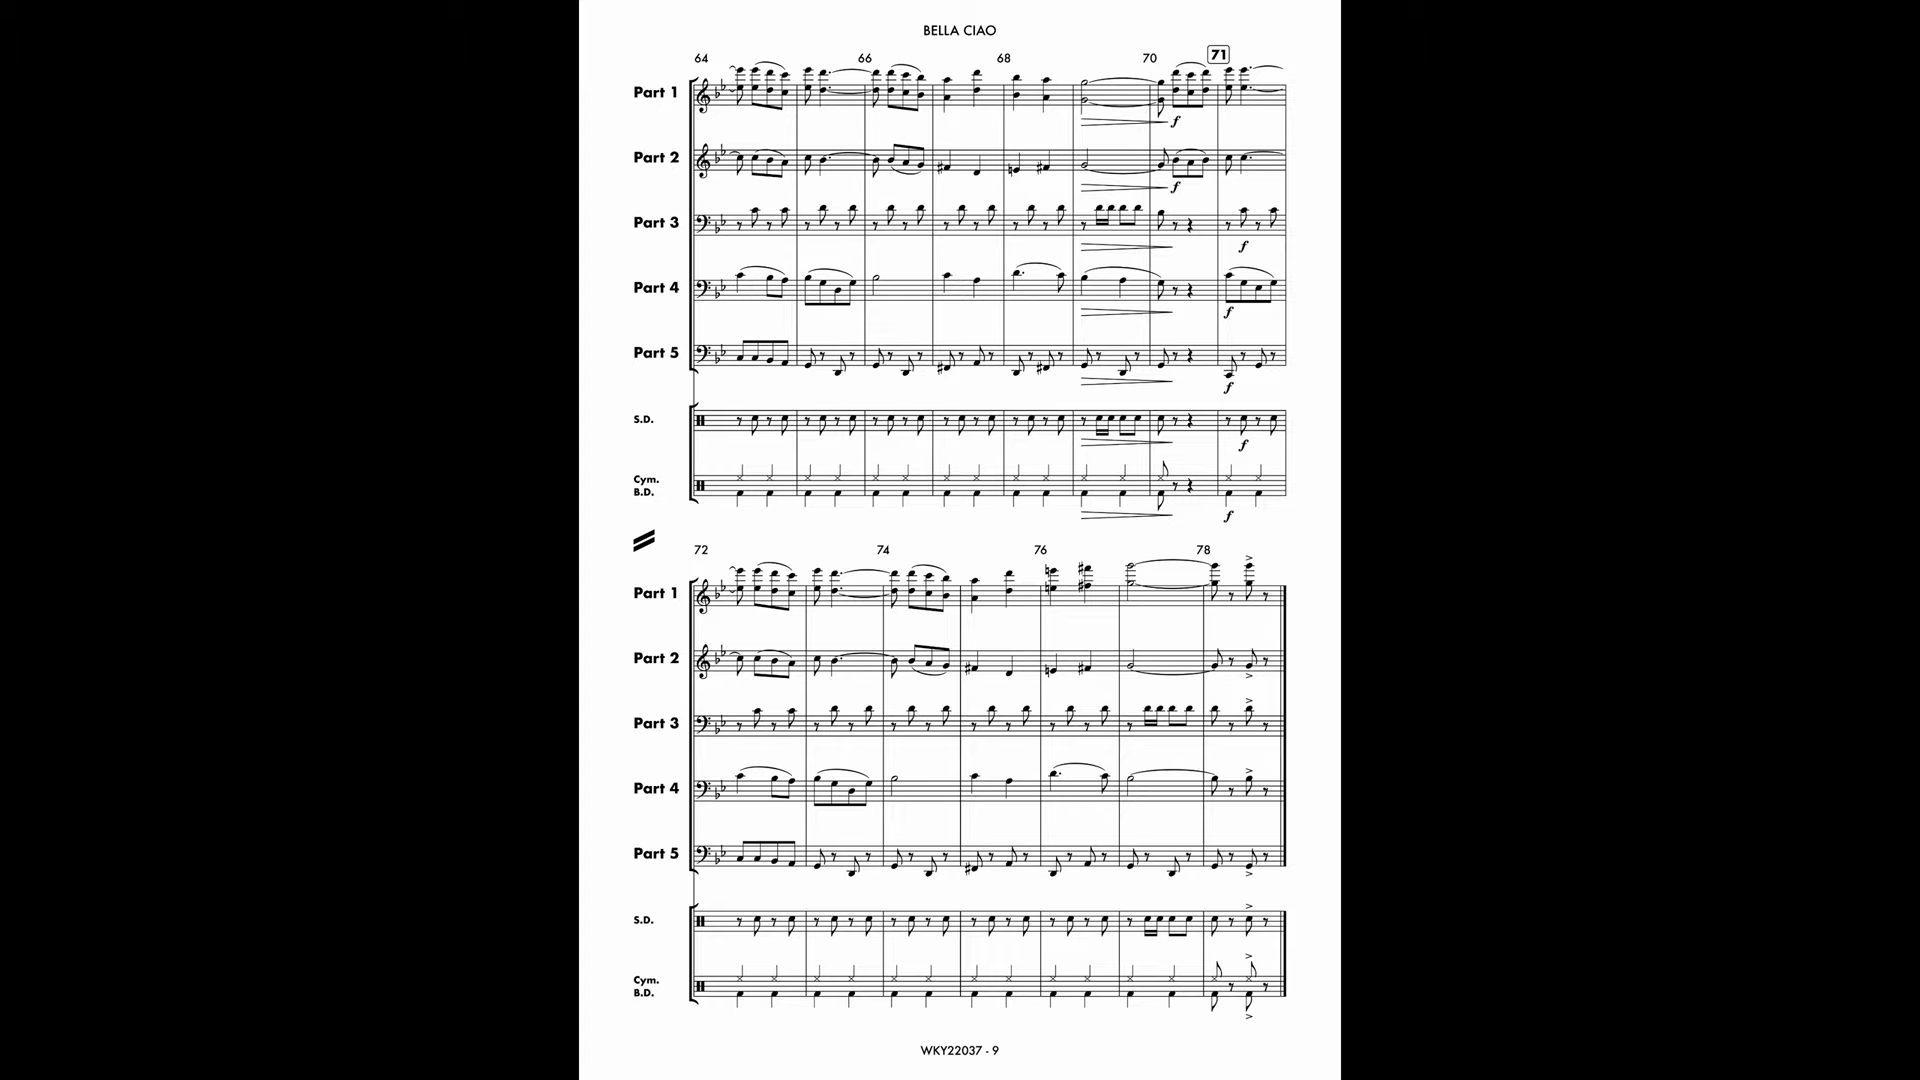 BELLA CIAO
64 66 68 70 71
Part 1
f
Part 2
f
Part 3
f
Part 4
f
Part 5
f
S.D.
f
Cym.
B.D.
f
72 74 76 78
Part 1
Part 2
Part 3
Part 4
Part 5
S.D.
Cym.
B.D.
WKY22037 - 9